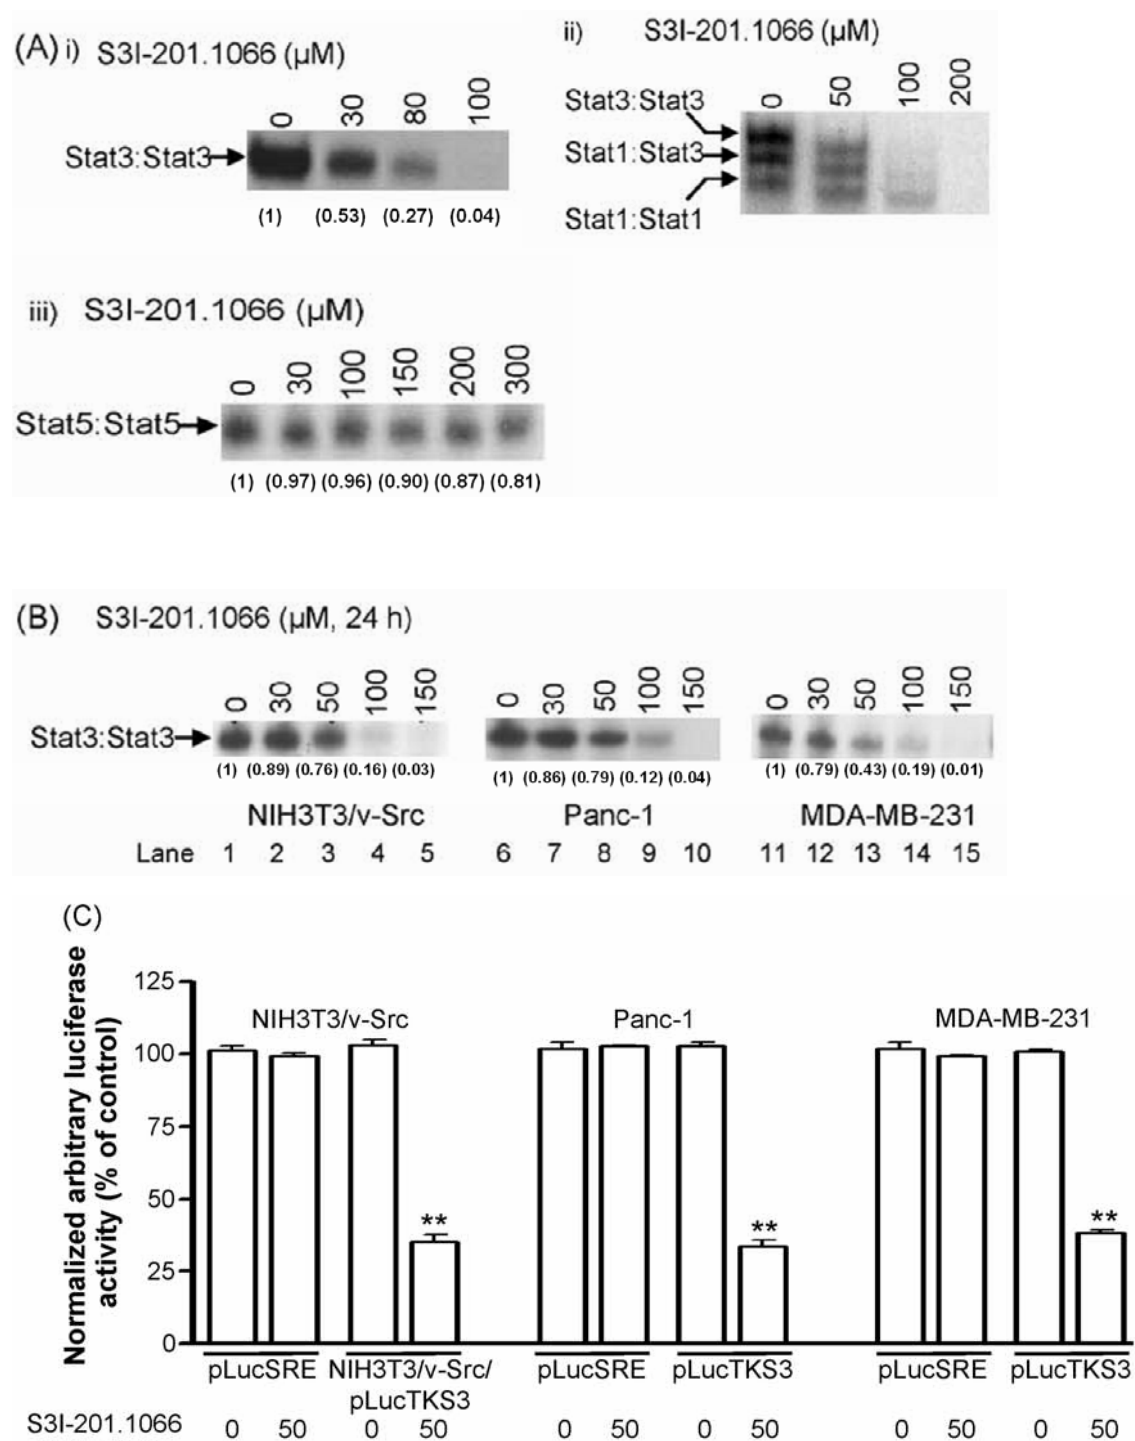 (A) i) S3I-201.1066 (µM)
0 30 80 100
Stat3:Stat3
(1) (0.53) (0.27) (0.04)
ii) S3I-201.1066 (µM)
0 50 100 200
Stat3:Stat3
Stat1:Stat3
Stat1:Stat1
iii) S3I-201.1066 (µM)
0 30 100 150 200 300
Stat5:Stat5
(1) (0.97) (0.96) (0.90) (0.87) (0.81)
(B) S3I-201.1066 (µM, 24 h)
0 30 50 100 150 0 30 50 100 150 0 30 50 100 150
Stat3:Stat3
(1) (0.89) (0.76) (0.16) (0.03) (1) (0.86) (0.79) (0.12) (0.04) (1) (0.79) (0.43) (0.19) (0.01)
NIH3T3/v-Src Panc-1 MDA-MB-231
Lane 1 2 3 4 5 6 7 8 9 10 11 12 13 14 15
(C)
Normalized arbitrary luciferase
activity (% of control)
125
100
75
50
25
0
NIH3T3/v-Src Panc-1 MDA-MB-231
** ** **
pLucSRE NIH3T3/v-Src/ pLucSRE pLucTKS3 pLucSRE pLucTKS3
pLucTKS3
S3I-201.1066 0 50 0 50 0 50 0 50 0 50 0 50